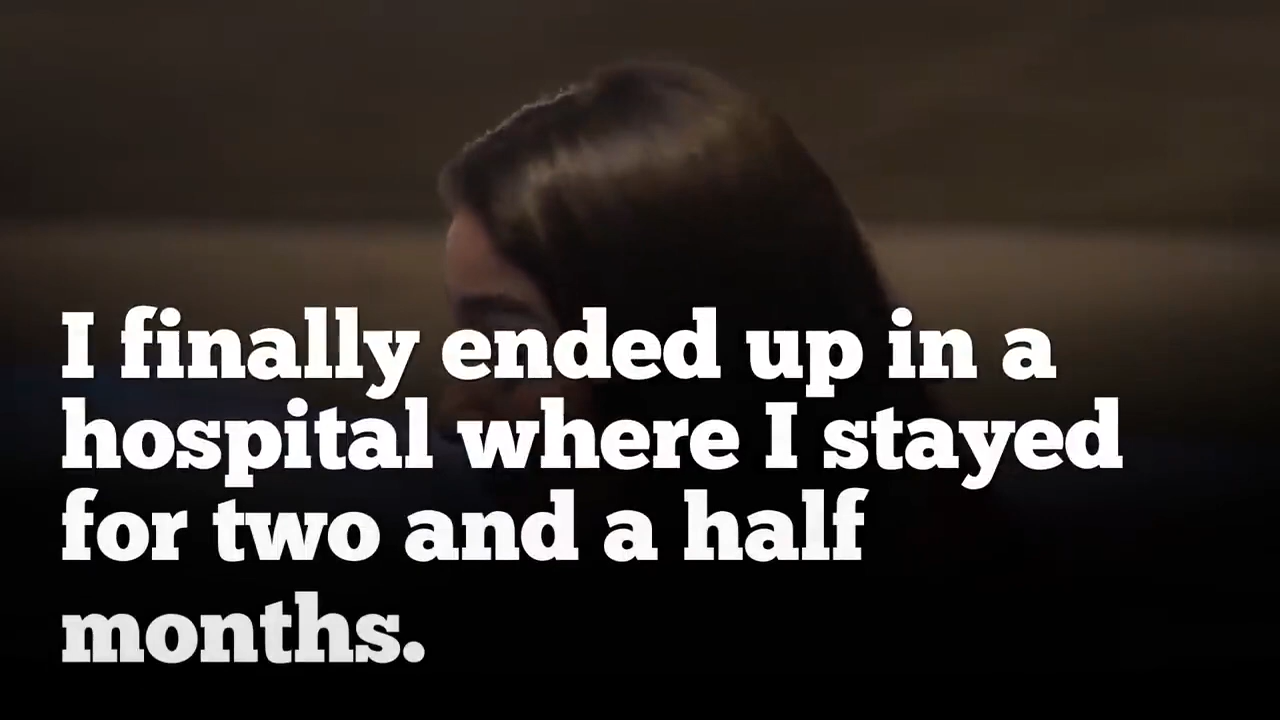 I finally ended up in a
hospital where I stayed
for two and a half
months.